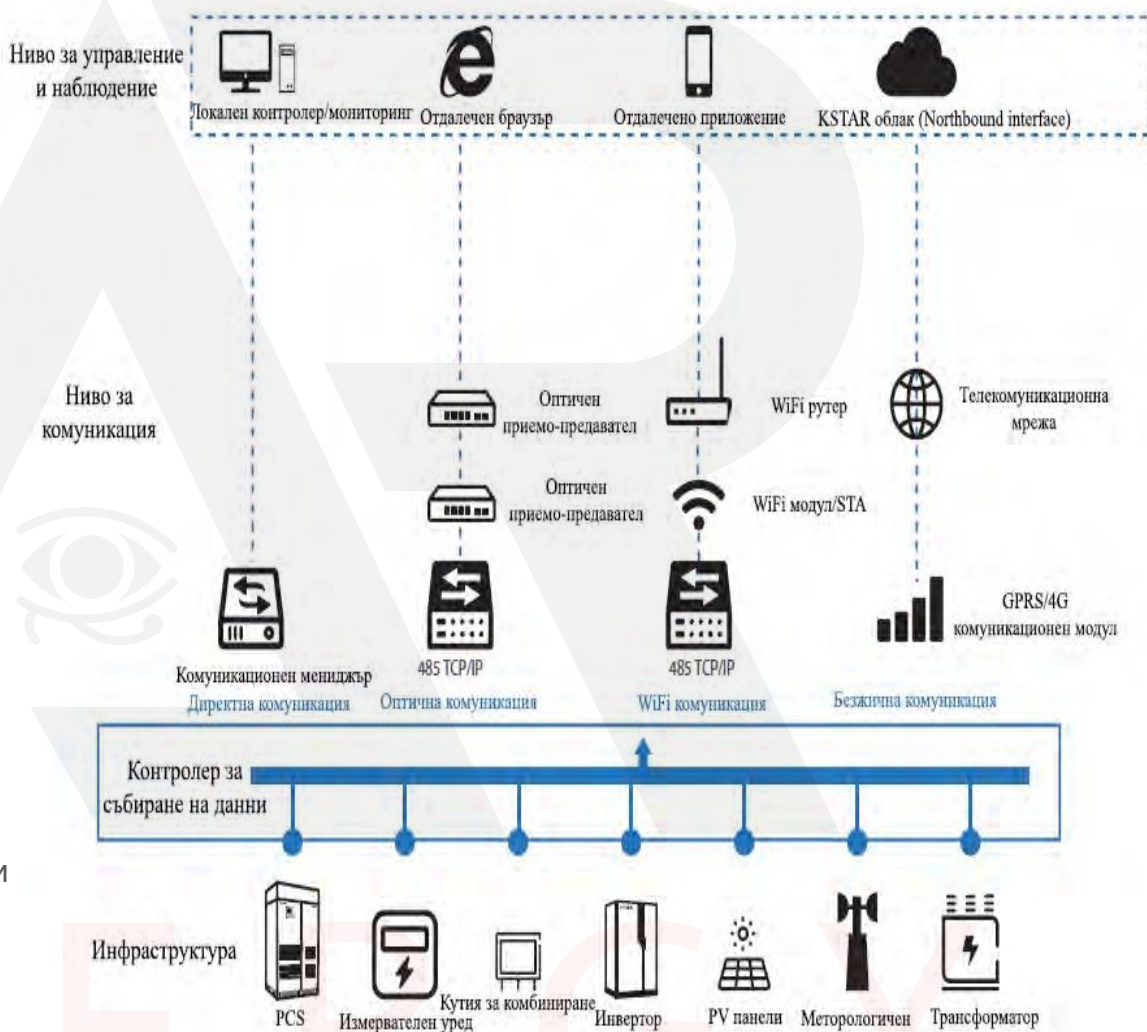 Ниво за управление
и наблюдение
Локален контролер/мониторинг
Отдалечен браузър
Отдалечено приложение
KSTAR облак (Northbound interface)
Ниво за
комуникация
Оптичен
приемо-предавател
WiFi рутер
Телекомуникационна
мрежа
Оптичен
приемо-предавател
WiFi модул/STA
GPRS/4G
комуникационен модул
Комуникационен мениджър
485 TCP/IP
485 TCP/IP
Директна комуникация
Оптична комуникация
WiFi комуникация
Безжична комуникация
Контролер за
събиране на данни
и
Инфраструктура
PCS
Измервателен уред
Кутия за комбиниране
Инвертор
PV панели
Меторологичен
Трансформатор